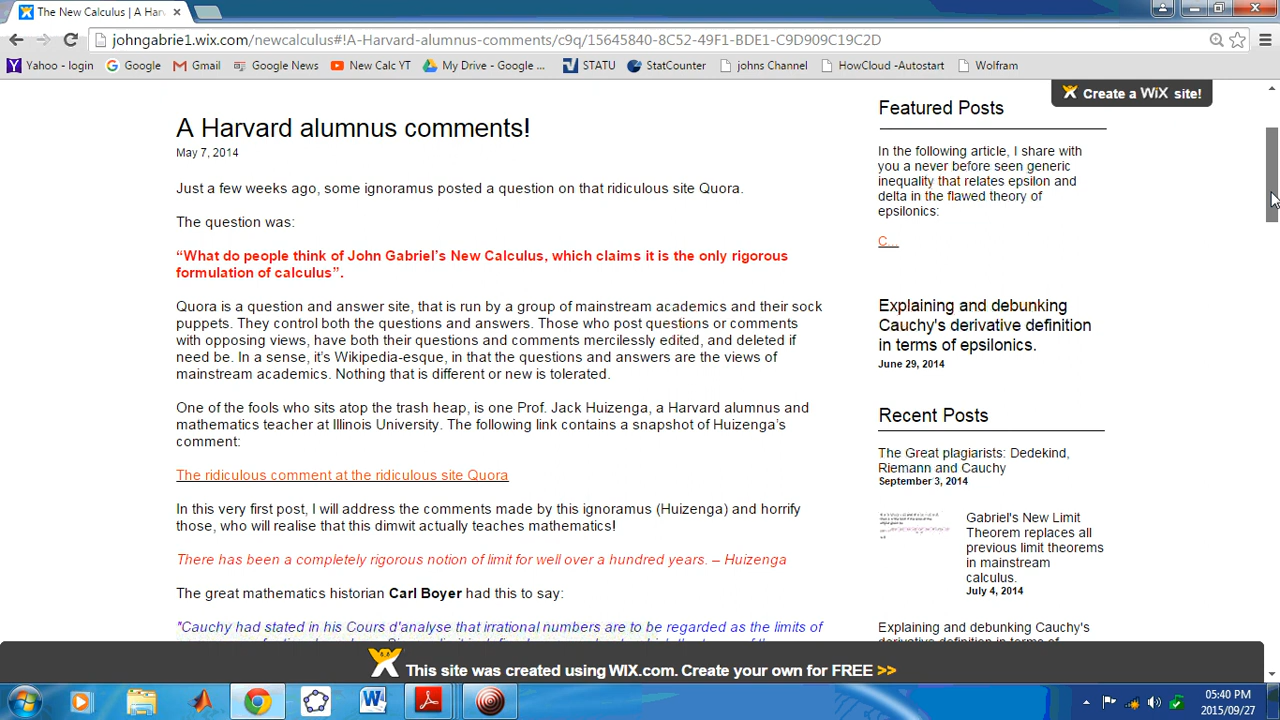 The New Calculus | A Har
johngabrie1.wix.com/newcalculus#!A-Harvard-alumnus-comments/c9q/15645840-8C52-49F1-BDE1-C9D909C19C2D
Yahoo - login
Google
Gmail
Google News
New Calc YT
My Drive - Google ...
STATU
StatCounter
johns Channel
HowCloud -Autostart
Wolfram
Create a WiX site!
A Harvard alumnus comments!
May 7, 2014
Just a few weeks ago, some ignoramus posted a question on that ridiculous site Quora.
The question was:
“What do people think of John Gabriel’s New Calculus, which claims it is the only rigorous
formulation of calculus”.
Quora is a question and answer site, that is run by a group of mainstream academics and their sock
puppets. They control both the questions and answers. Those who post questions or comments
with opposing views, have both their questions and comments mercilessly edited, and deleted if
need be. In a sense, it’s Wikipedia-esque, in that the questions and answers are the views of
mainstream academics. Nothing that is different or new is tolerated.
One of the fools who sits atop the trash heap, is one Prof. Jack Huizenga, a Harvard alumnus and
mathematics teacher at Illinois University. The following link contains a snapshot of Huizenga’s
comment:
The ridiculous comment at the ridiculous site Quora
In this very first post, I will address the comments made by this ignoramus (Huizenga) and horrify
those, who will realise that this dimwit actually teaches mathematics!
There has been a completely rigorous notion of limit for well over a hundred years. – Huizenga
The great mathematics historian Carl Boyer had this to say:
"Cauchy had stated in his Cours d'analyse that irrational numbers are to be regarded as the limits of
Featured Posts
In the following article, I share with
you a never before seen generic
inequality that relates epsilon and
delta in the flawed theory of
epsilonics:
C...
Explaining and debunking
Cauchy's derivative definition
in terms of epsilonics.
June 29, 2014
Recent Posts
The Great plagiarists: Dedekind,
Riemann and Cauchy
September 3, 2014
Gabriel's New Limit
Theorem replaces all
previous limit theorems
in mainstream
calculus.
July 4, 2014
Explaining and debunking Cauchy's
derivative definition in terms of
This site was created using WIX.com. Create your own for FREE >>
05:40 PM
2015/09/27